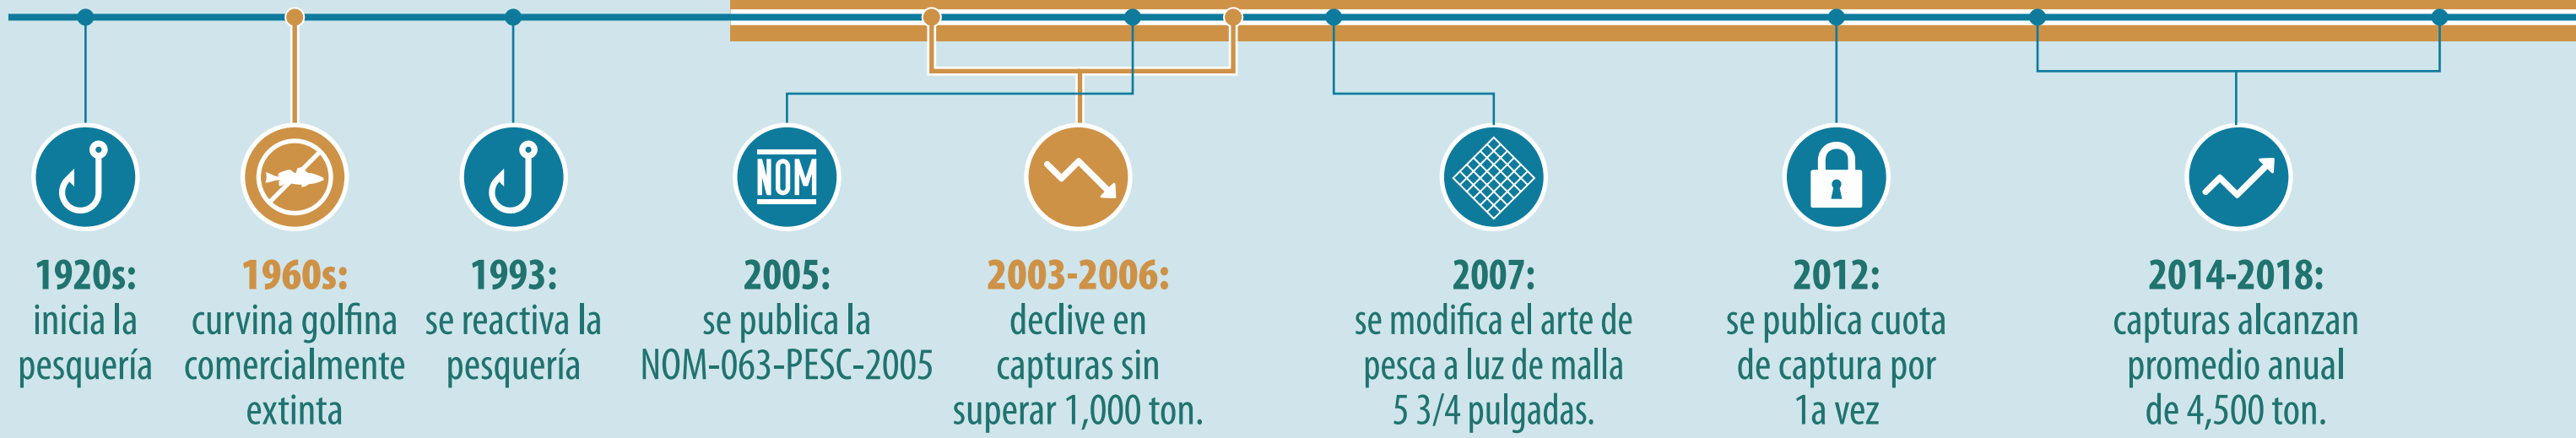 NOM
1920s:
inicia la
pesquería
1960s:
curvina golfina
comercialmente
extinta
1993:
se reactiva la
pesquería
2005:
se publica la
NOM-063-PESC-2005
2003-2006:
declive en
capturas sin
superar 1,000 ton.
2007:
se modifica el arte de
pesca a luz de malla
5 3/4 pulgadas.
2012:
se publica cuota
de captura por
1a vez
2014-2018:
capturas alcanzan
promedio anual
de 4,500 ton.